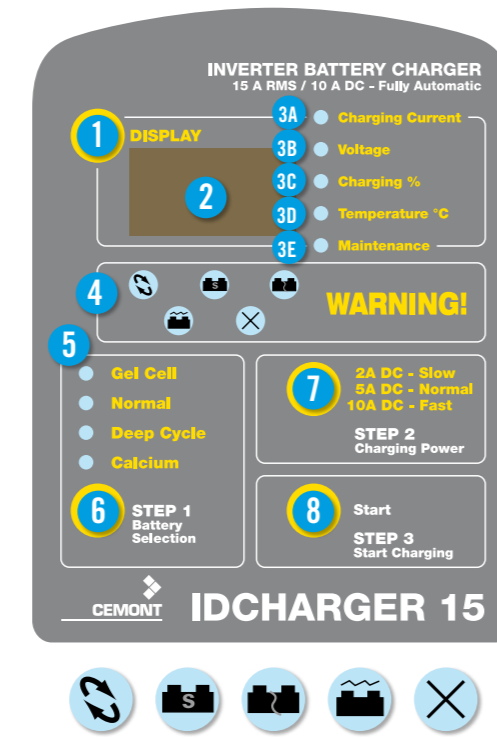 INVERTER BATTERY CHARGER
15 A RMS / 10 A DC - Fully Automatic
1
DISPLAY
2
3A Charging Current
3B Voltage
3C Charging %
3D Temperature °C
3E Maintenance
4
S
WARNING!
5
Gel Cell
Normal
Deep Cycle
Calcium
6
STEP 1
Battery
Selection
7
2A DC - Slow
5A DC - Normal
10A DC - Fast
STEP 2
Charging Power
8
Start
STEP 3
Start Charging
CEMONT
IDCHARGER 15
S